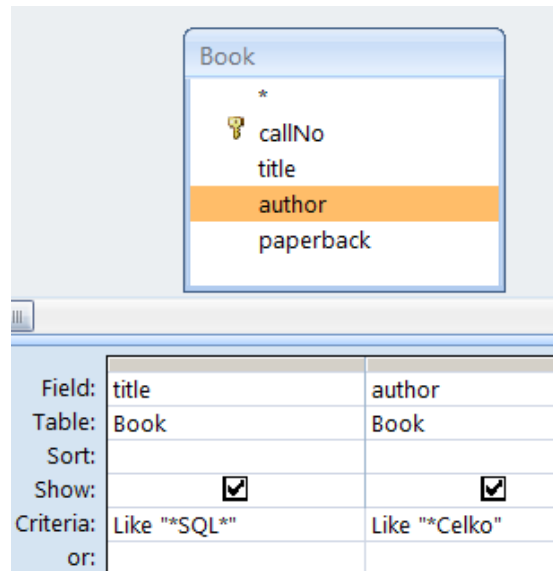 Book
*
callNo
title
author
paperback
Field: title author
Table: Book Book
Sort:
Show:
Criteria: Like "*SQL*" Like "*Celko"
or: